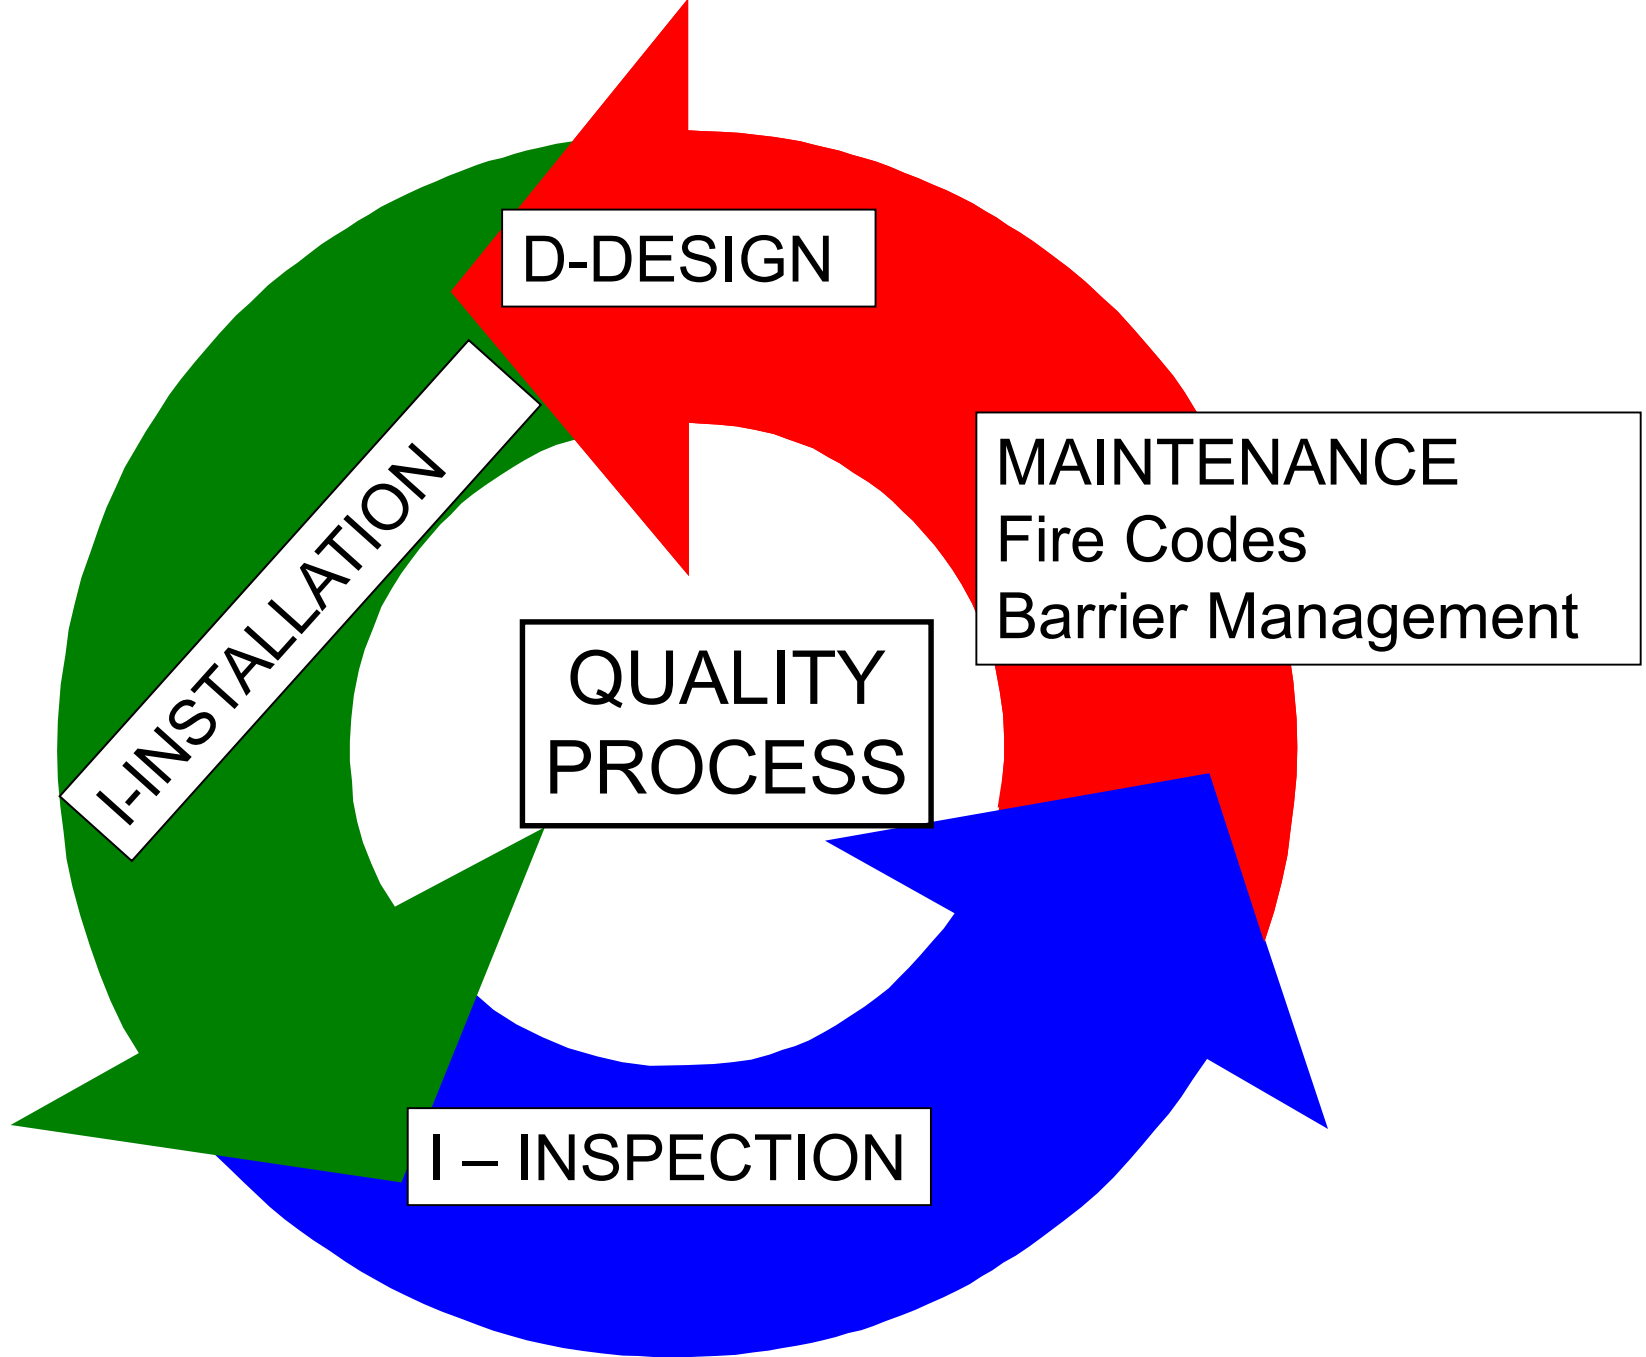 D-DESIGN
MAINTENANCE
Fire Codes
Barrier Management
I-INSTALLATION
QUALITY
PROCESS
I – INSPECTION